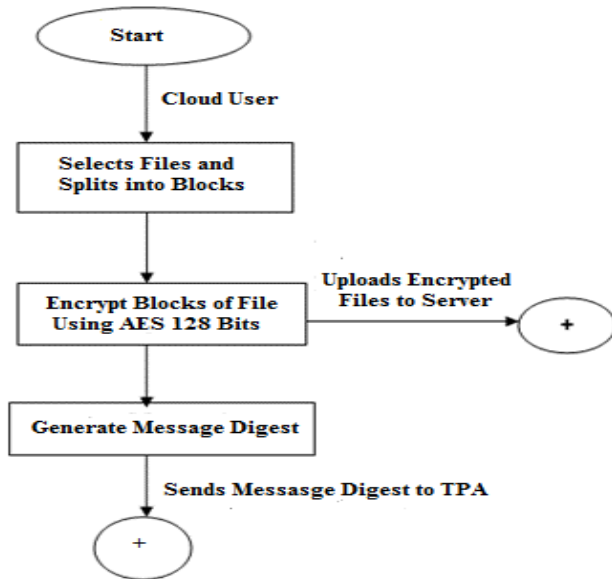 Start
Cloud User
Selects Files and
Splits into Blocks
Encrypt Blocks of File
Using AES 128 Bits
Uploads Encrypted
Files to Server
+
Generate Message Digest
Sends Messasge Digest to TPA
+